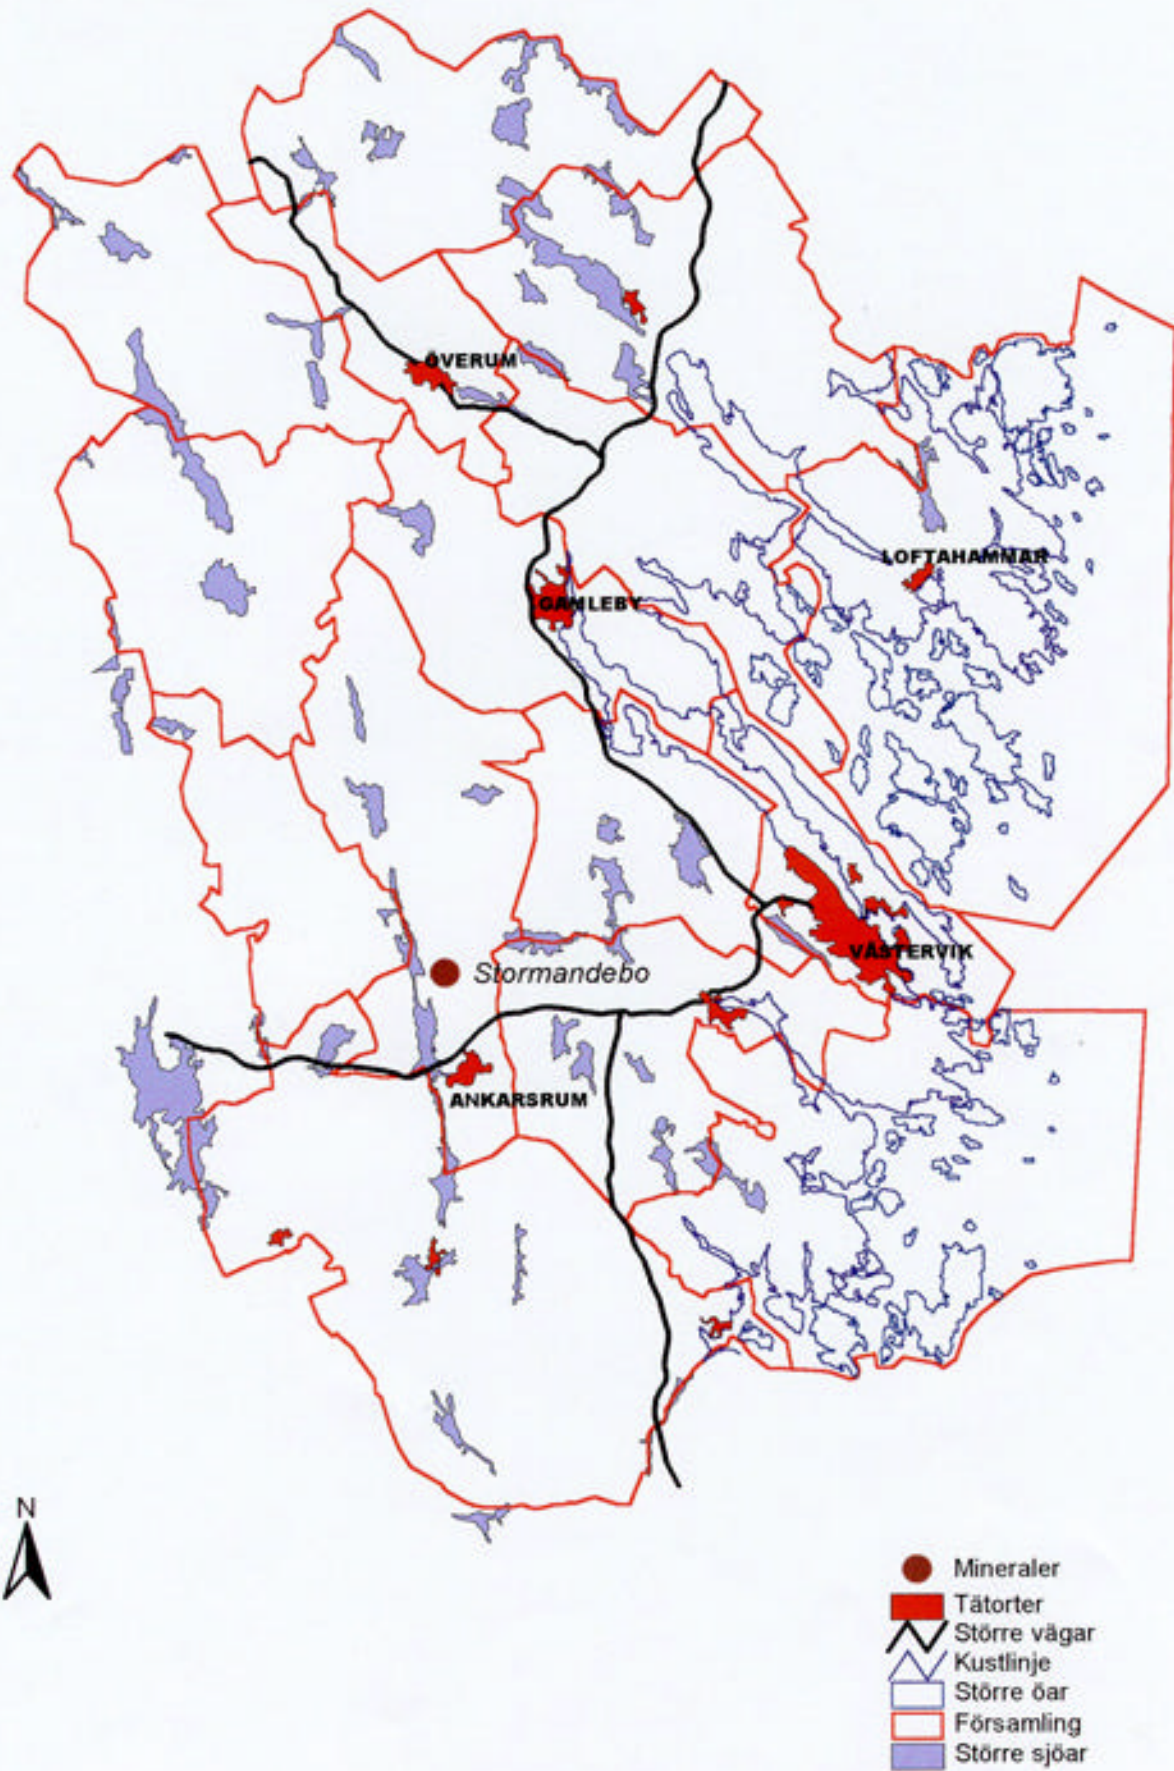 ÖVERUM
LOFTAHAMMAR
GAMLEBY
VÄSTERVIK
Stormandebo
ANKARSRUM
N
Mineraler
Tätorter
Större vägar
Kustlinje
Större öar
Församling
Större sjöar